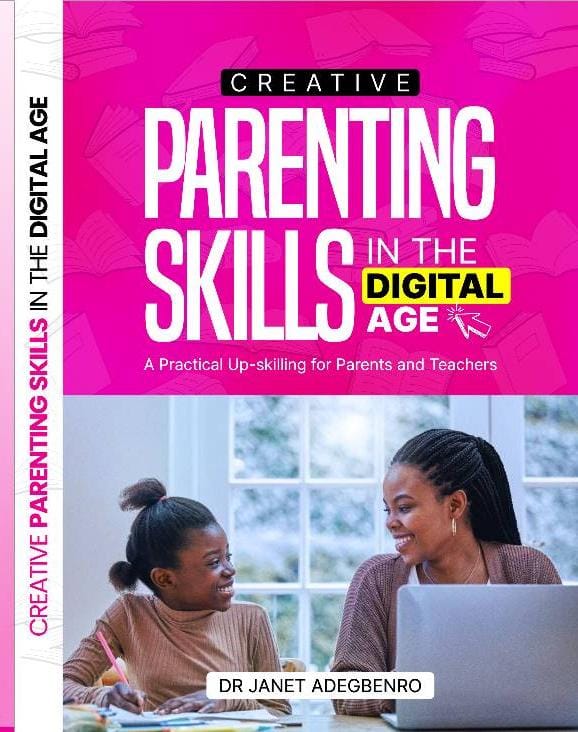 CREATIVE PARENTING SKILLS IN THE DIGITAL AGE
CREATIVE
PARENTING
SKILLS
IN THE
DIGITAL
AGE
A Practical Up-skilling for Parents and Teachers
DR JANET ADEGBENRO